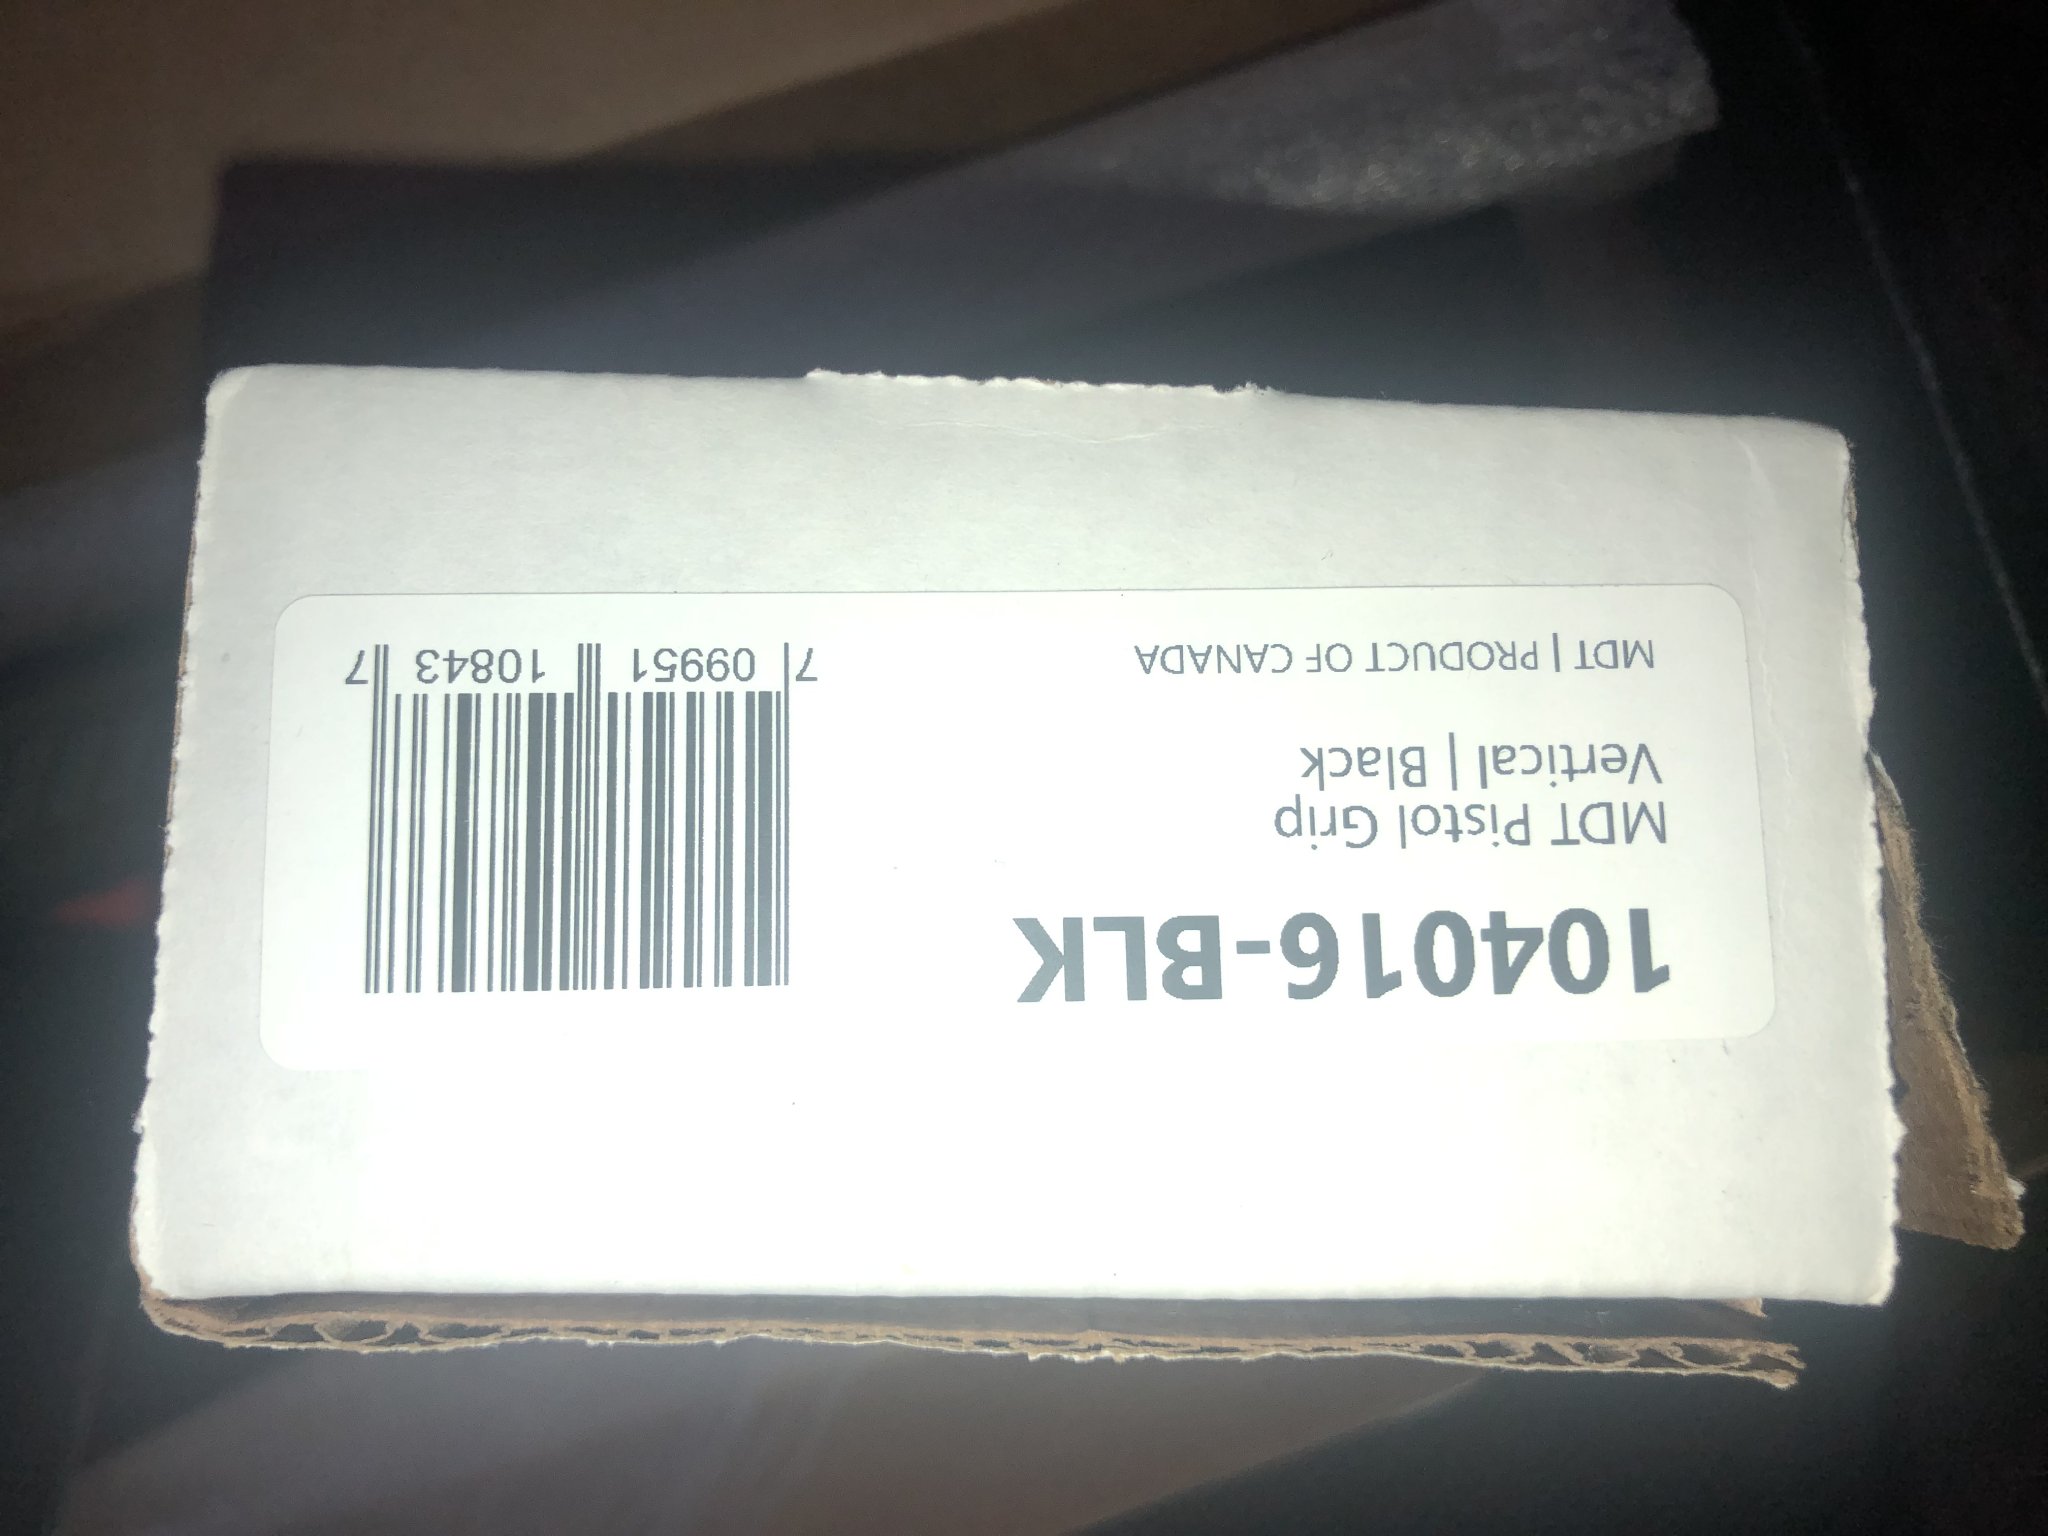 104016-BLK
MDT Pistol Grip
Vertical | Black
MDT | PRODUCT OF CANADA
7 09951 10843 7